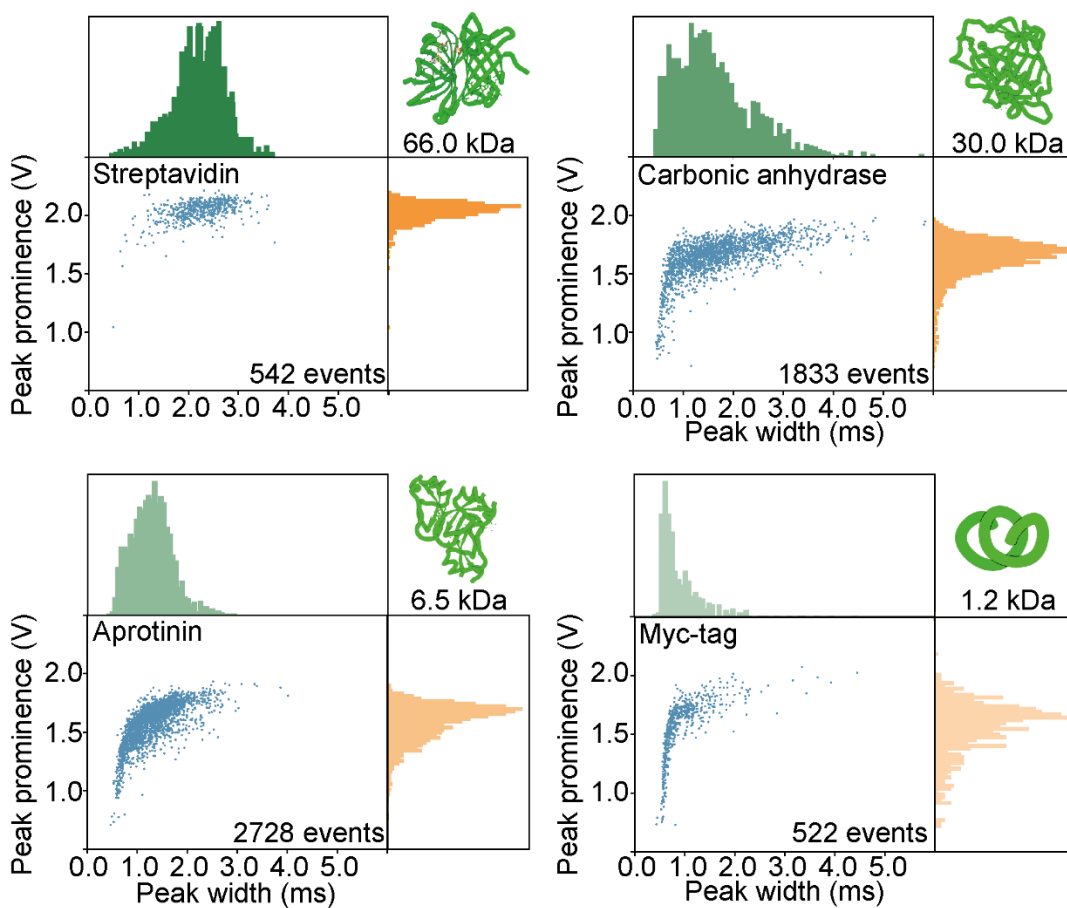 66.0 kDa
Peak prominence (V)
Streptavidin
2.0
1.5
1.0
542 events
0.0 1.0 2.0 3.0 4.0 5.0
30.0 kDa
Peak prominence (V)
Carbonic anhydrase
2.0
1.5
1.0
1833 events
0.0 1.0 2.0 3.0 4.0 5.0
Peak width (ms)
6.5 kDa
Peak prominence (V)
Aprotinin
2.0
1.5
1.0
2728 events
0.0 1.0 2.0 3.0 4.0 5.0
Peak width (ms)
1.2 kDa
Peak prominence (V)
Myc-tag
2.0
1.5
1.0
522 events
0.0 1.0 2.0 3.0 4.0 5.0
Peak width (ms)